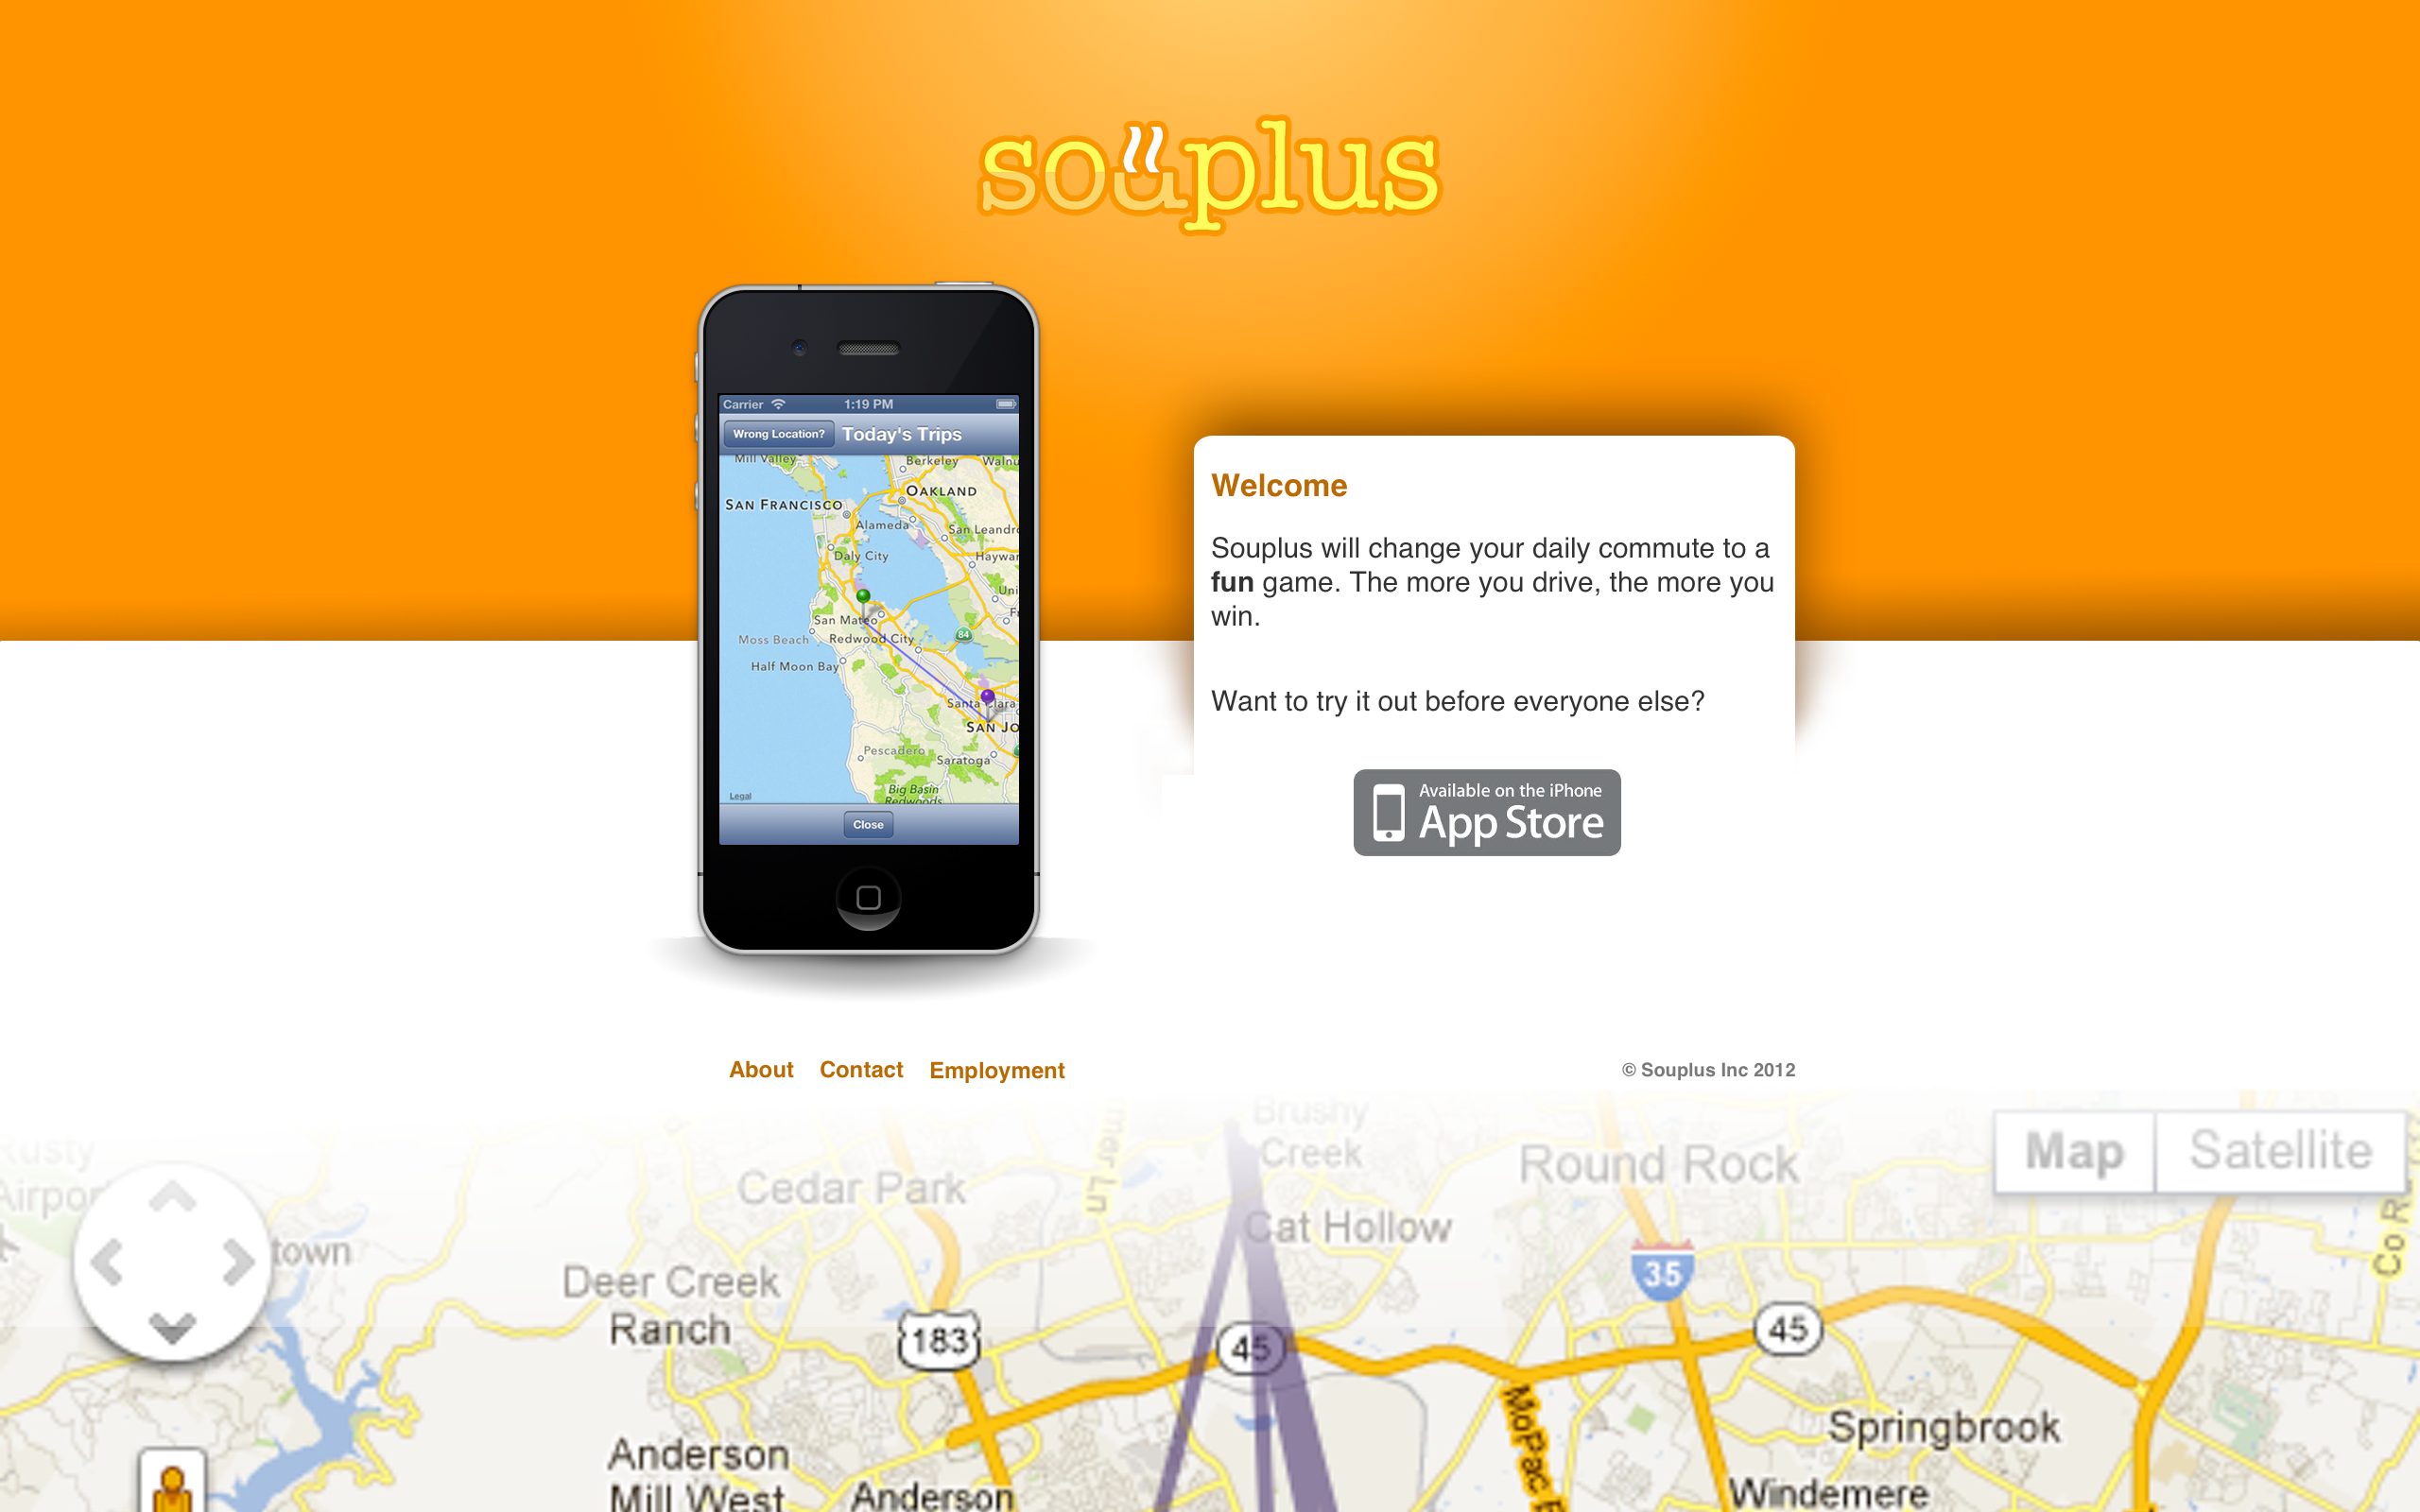 souplus
Carrier 1:19 PM
Wrong Location? Today's Trips
Mill Valley Berkeley
OAKLAND
SAN FRANCISCO
Alameda
San Leandr
Daly City
Haywar
Uni
San Mateo
84
Moss Beach Redwood City
Half Moon Bay
Santa Clara
SAN JO
Pescadero
Saratoga
Big Basin
Redwoods
Legal
Close
Welcome
Souplus will change your daily commute to a
fun game. The more you drive, the more you
win.
Want to try it out before everyone else?
Available on the iPhone
App Store
About Contact Employment
© Souplus Inc 2012
Brushy
Creek
Rusty
Airpor
Map Satellite
Round Rock
Cedar Park
mer Ln
Cat Hollow
town
Co R
Deer Creek
Ranch
35
183
45
45
MoPac E
Springbrook
Anderson
Mill West
Anderson
Windemere